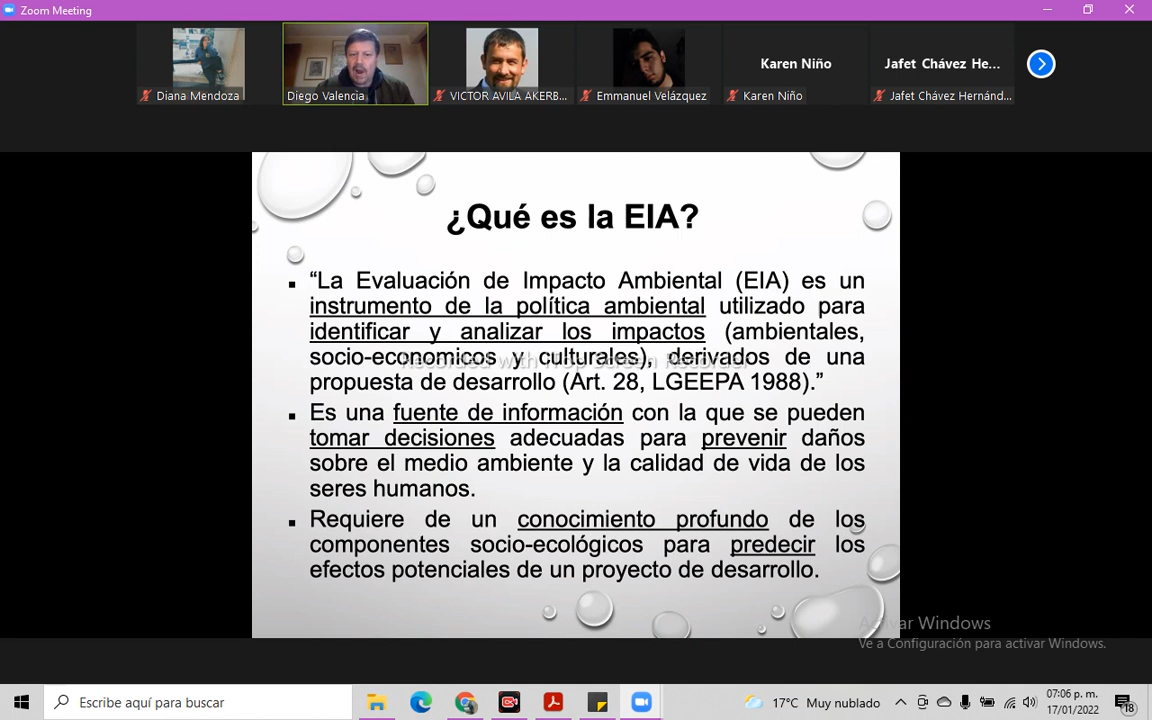 Zoom Meeting
Karen Niño
Jafet Chávez He...
Diana Mendoza
Diego Valencia
VICTOR AVILA AKERB...
Emmanuel Velázquez
Karen Niño
Jafet Chávez Hernánd...
¿Qué es la EIA?
“La Evaluación de Impacto Ambiental (EIA) es un
instrumento de la política ambiental utilizado para
identificar y analizar los impactos (ambientales,
socio-economicos y culturales), derivados de una
Recorded with iTop Screen Recorder
propuesta de desarrollo (Art. 28, LGEEPA 1988).”
Es una fuente de información con la que se pueden
tomar decisiones adecuadas para prevenir daños
sobre el medio ambiente y la calidad de vida de los
seres humanos.
Requiere de un conocimiento profundo de los
componentes socio-ecológicos para predecir los
efectos potenciales de un proyecto de desarrollo.
Activar Windows
Ve a Configuración para activar Windows.
Escribe aquí para buscar
17°C Muy nublado
07:06 p. m.
17/01/2022
18